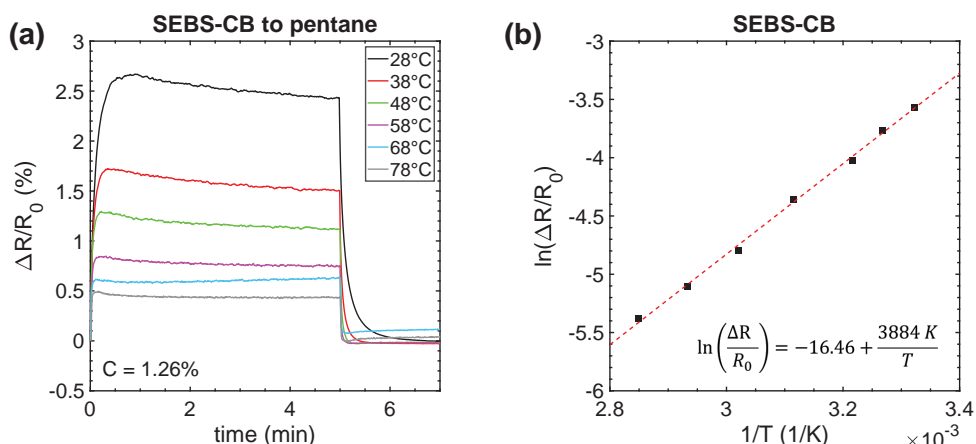 (a)
SEBS-CB to pentane
3
2.5
2
1.5
1
0.5
0
-0.5
ΔR/R₀ (%)
28°C
38°C
48°C
58°C
68°C
78°C
C = 1.26%
0 2 4 6
time (min)
(b)
SEBS-CB
-3
-3.5
-4
-4.5
-5
-5.5
-6
ln(ΔR/R₀)
ln(ΔR/R₀) = −16.46 + 3884 K/T
2.8 3 3.2 3.4
1/T (1/K)
×10⁻³